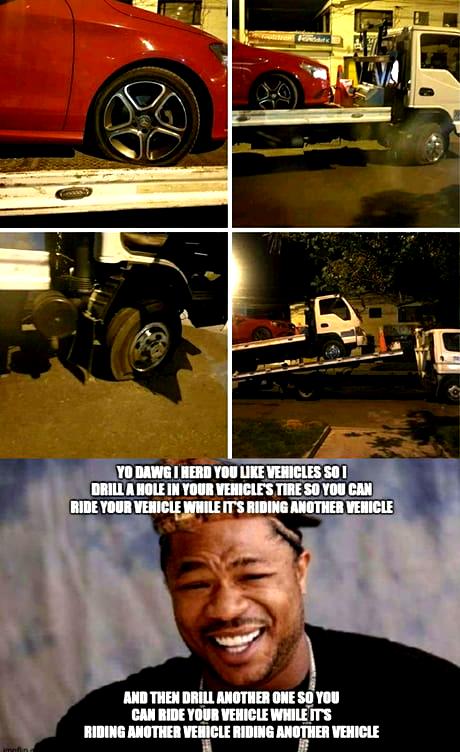 YO DAWG I HERD YOU LIKE VEHICLES SO I
DRILL A HOLE IN YOUR VEHICLE'S TIRE SO YOU CAN
RIDE YOUR VEHICLE WHILE IT'S RIDING ANOTHER VEHICLE
AND THEN DRILL ANOTHER ONE SO YOU
CAN RIDE YOUR VEHICLE WHILE IT'S
RIDING ANOTHER VEHICLE RIDING ANOTHER VEHICLE